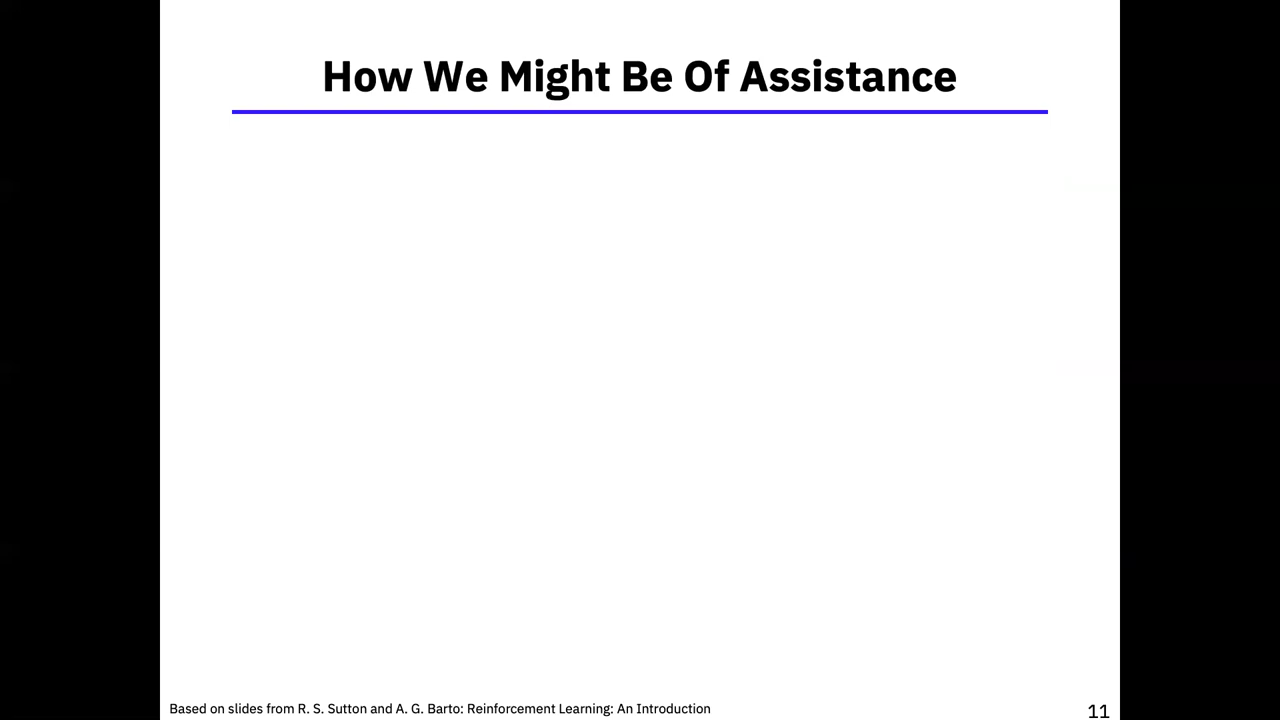 How We Might Be Of Assistance
Based on slides from R. S. Sutton and A. G. Barto: Reinforcement Learning: An Introduction
11